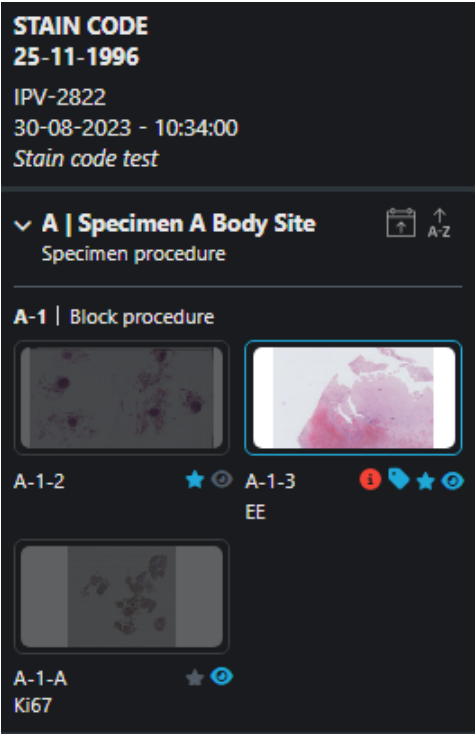 STAIN CODE
25-11-1996
IPV-2822
30-08-2023 - 10:34:00
Stain code test
A | Specimen A Body Site
A-Z
Specimen procedure
A-1 | Block procedure
A-1-2
A-1-3
EE
A-1-A
Ki67